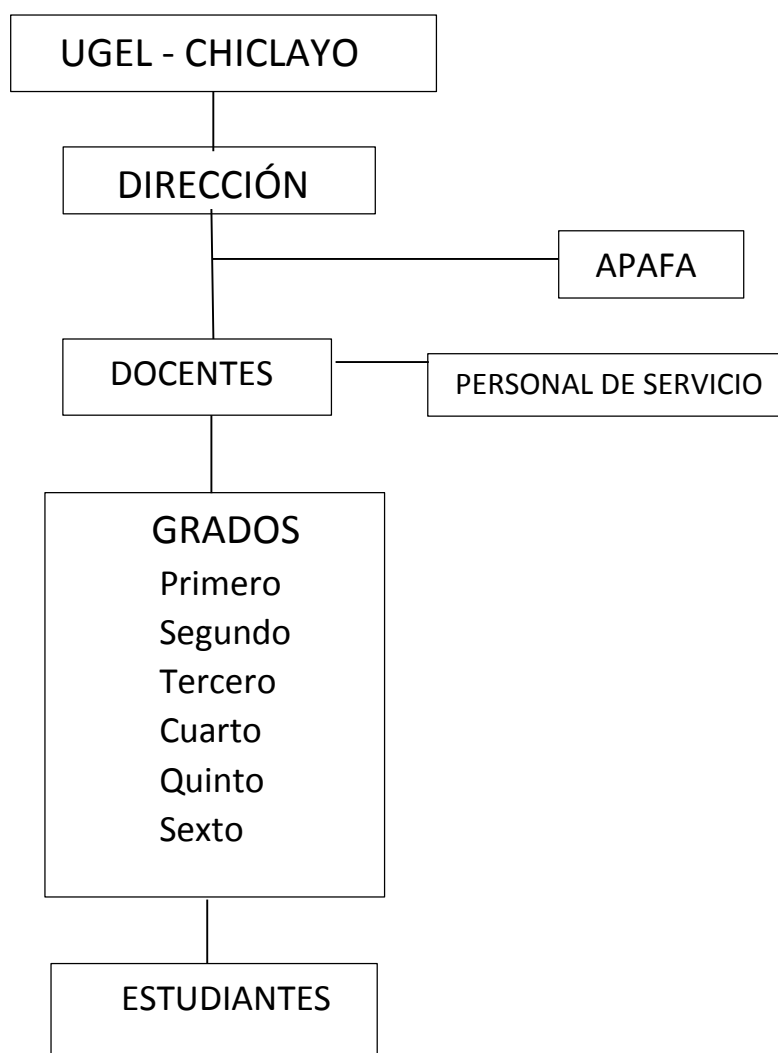 UGEL - CHICLAYO
DIRECCIÓN
APAFA
DOCENTES
PERSONAL DE SERVICIO
GRADOS
Primero
Segundo
Tercero
Cuarto
Quinto
Sexto
ESTUDIANTES